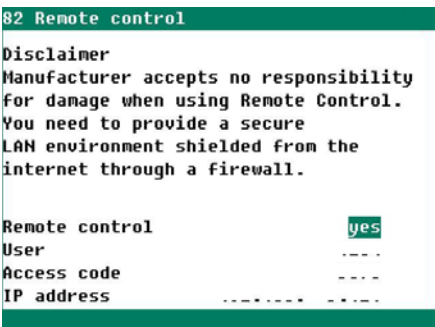 82 Remote control
Disclaimer
Manufacturer accepts no responsibility
for damage when using Remote Control.
You need to provide a secure
LAN environment shielded from the
internet through a firewall.
Remote control yes
User
Access code
IP address